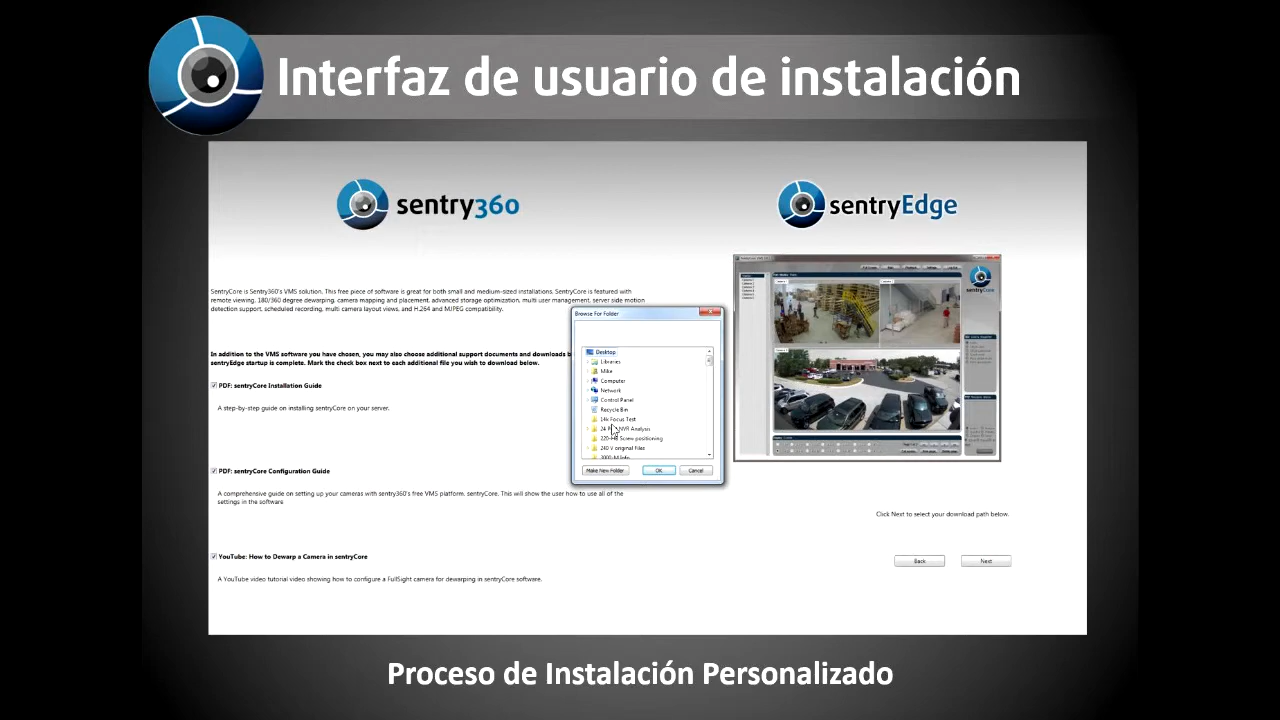 Interfaz de usuario de instalación
sentry360
sentryEdge
SentryCore is Sentry360's VMS solution. This free piece of software is great for both small and medium-sized installations. SentryCore is featured with
remote viewing, 180/360 degree dewarping, camera mapping and placement, advanced storage optimization, multi user management, server side motion
detection support, scheduled recording, multi camera layout views, and H.264 and MJPEG compatibility.
In addition to the VMS software you have chosen, you may also choose additional support documents and downloads
sentryEdge startup is complete. Mark the check box next to each additional file you wish to download below.
PDF: sentryCore Installation Guide
A step-by-step guide on installing sentryCore on your server.
PDF: sentryCore Configuration Guide
A comprehensive guide on setting up your cameras with sentry360's free VMS platform, sentryCore. This will show the user how to use all of the
settings in the software
YouTube: How to Dewarp a Camera in sentryCore
A YouTube video tutorial video showing how to configure a FullSight camera for dewarping in sentryCore software.
Browse For Folder
Desktop
Libraries
Mike
Computer
Network
Control Panel
Recycle Bin
14k Focus Test
NVR Analysis
Screw positioning
240 V original Files
Make New Folder
OK
Cancel
sentryCore
Click Next to select your download path below.
Back
Next
Proceso de Instalación Personalizado